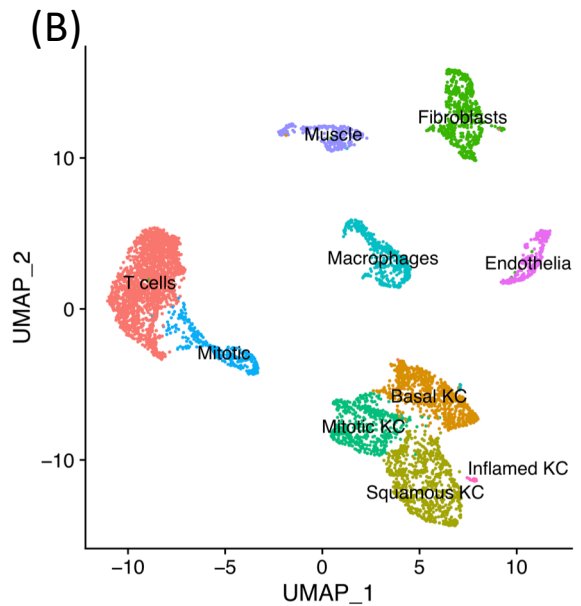 (B)
Fibroblasts
Muscle
10
Macrophages
Endothelia
UMAP_2
T cells
0
Mitotic
Basal KC
Mitotic KC
−10
Inflamed KC
Squamous KC
−10 −5 0 5 10
UMAP_1